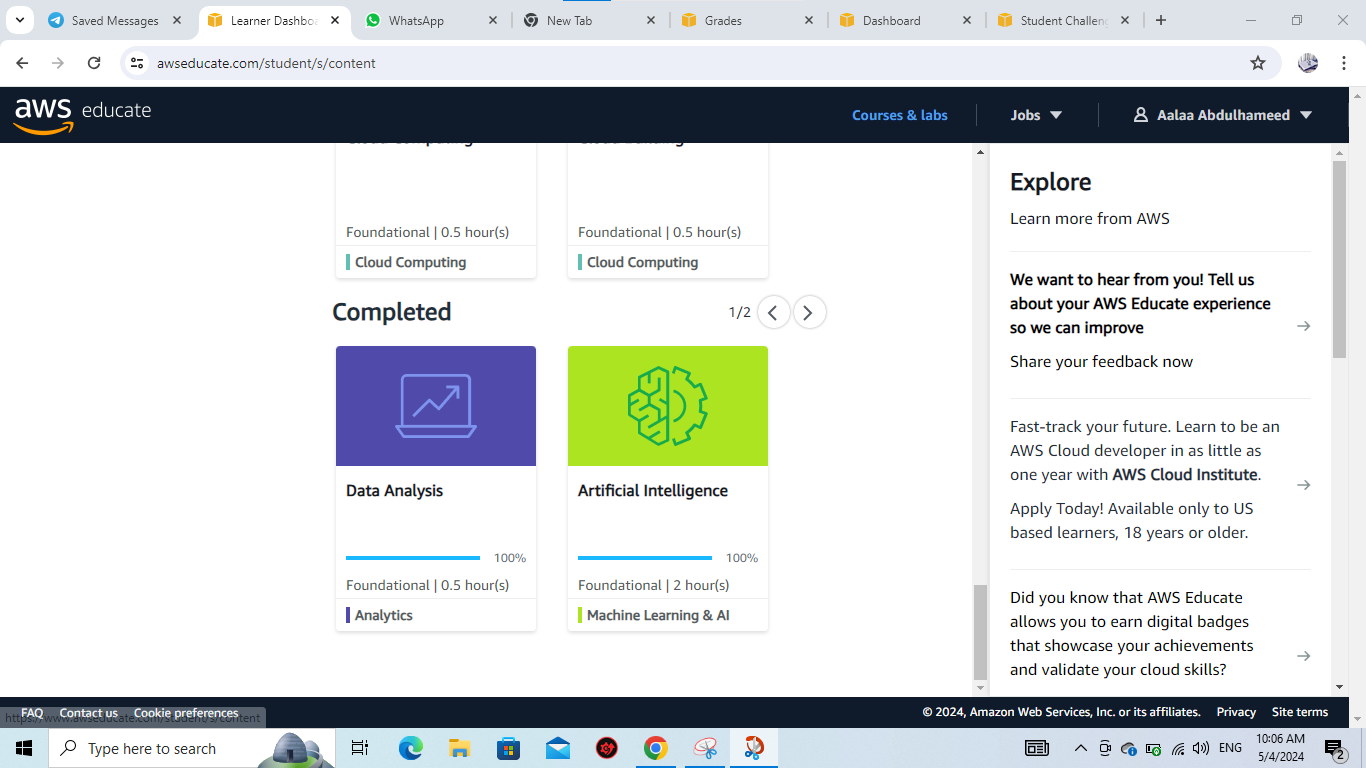 Saved Messages
Learner Dashbo
WhatsApp
New Tab
Grades
Dashboard
Student Challen
awseducate.com/student/s/content
aws educate
Courses & labs
Jobs
Aalaa Abdulhameed
Foundational | 0.5 hour(s)
Cloud Computing
Foundational | 0.5 hour(s)
Cloud Computing
Completed
1/2
Data Analysis
100%
Foundational | 0.5 hour(s)
Analytics
Artificial Intelligence
100%
Foundational | 2 hour(s)
Machine Learning & AI
Explore
Learn more from AWS
We want to hear from you! Tell us
about your AWS Educate experience
so we can improve
Share your feedback now
Fast-track your future. Learn to be an
AWS Cloud developer in as little as
one year with AWS Cloud Institute.
Apply Today! Available only to US
based learners, 18 years or older.
Did you know that AWS Educate
allows you to earn digital badges
that showcase your achievements
and validate your cloud skills?
FAQ
Contact us
Cookie preferences
https://www.awseducate.com/student/s/content
© 2024, Amazon Web Services, Inc. or its affiliates.
Privacy
Site terms
Type here to search
ENG
10:06 AM
5/4/2024
2